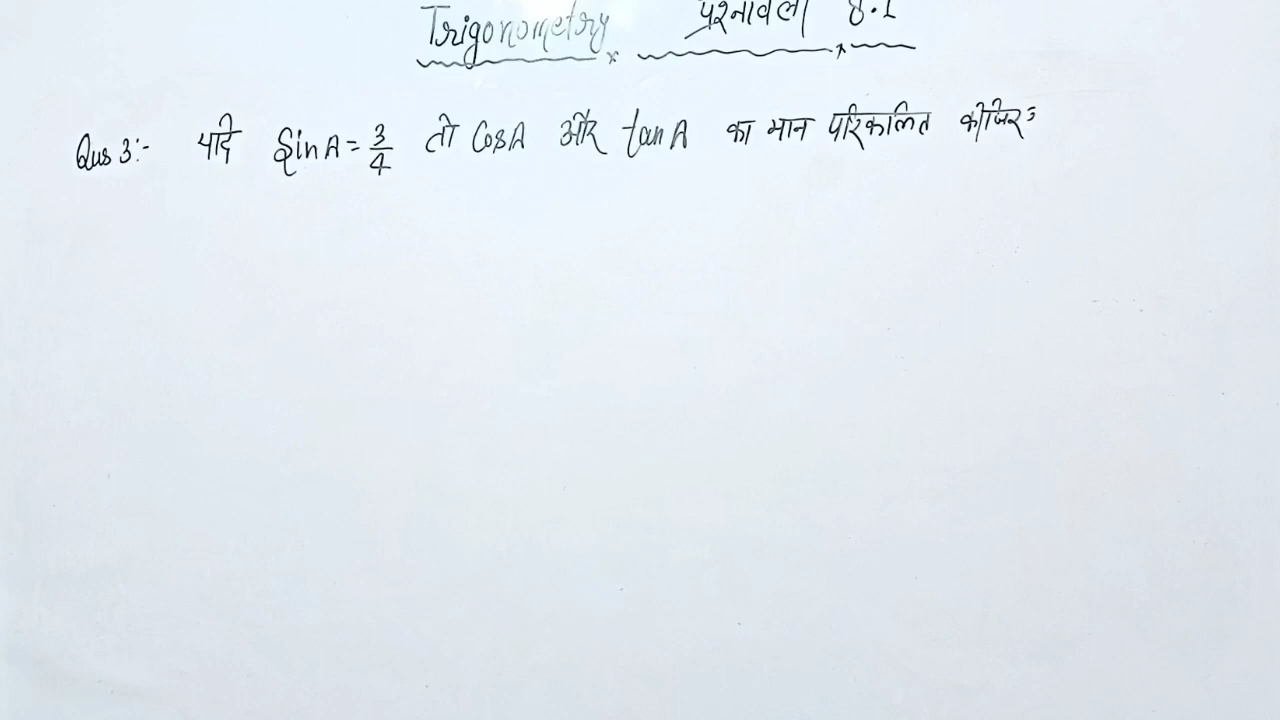 Trigonometry प्रश्नावली 8.1
Qus 3:- यदि Sin A = 3/4 तो Cos A और tan A का मान परिकलित कीजिए: